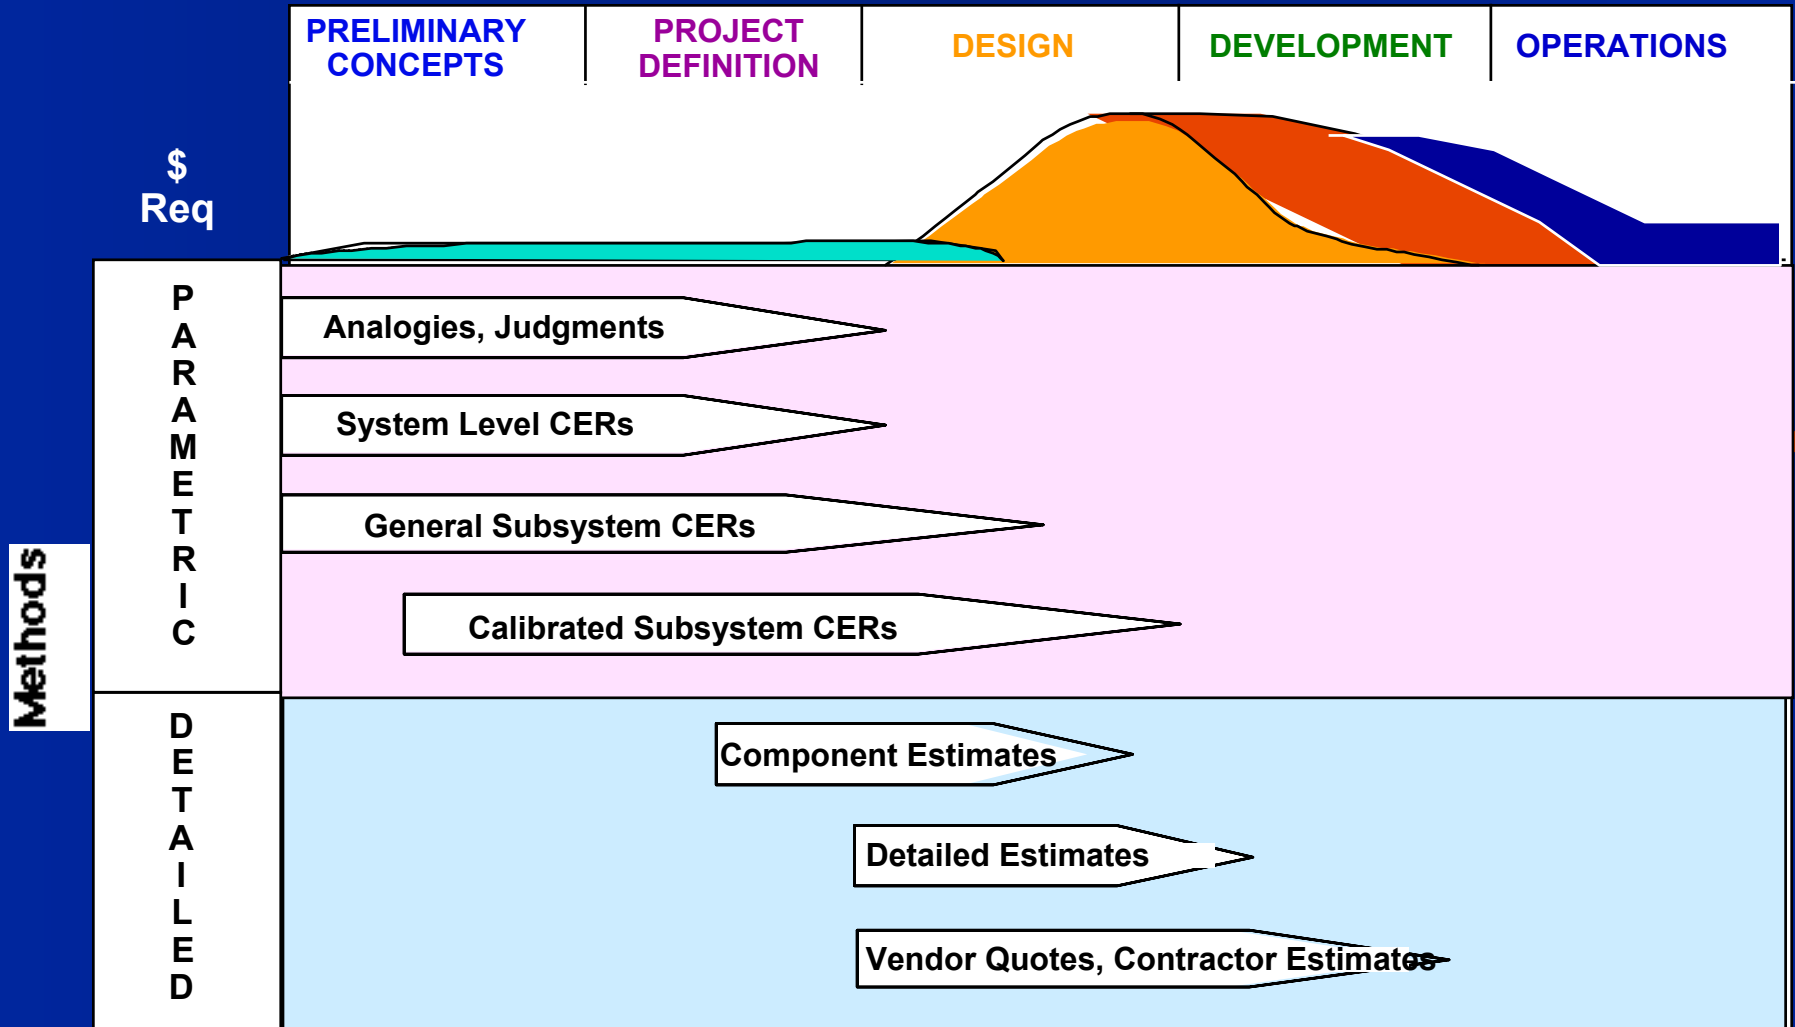 PRELIMINARY
CONCEPTS
PROJECT
DEFINITION
DESIGN
DEVELOPMENT
OPERATIONS
$
Req
Methods
PARAMETRIC
Analogies, Judgments
System Level CERs
General Subsystem CERs
Calibrated Subsystem CERs
DETAILED
Component Estimates
Detailed Estimates
Vendor Quotes, Contractor Estimates